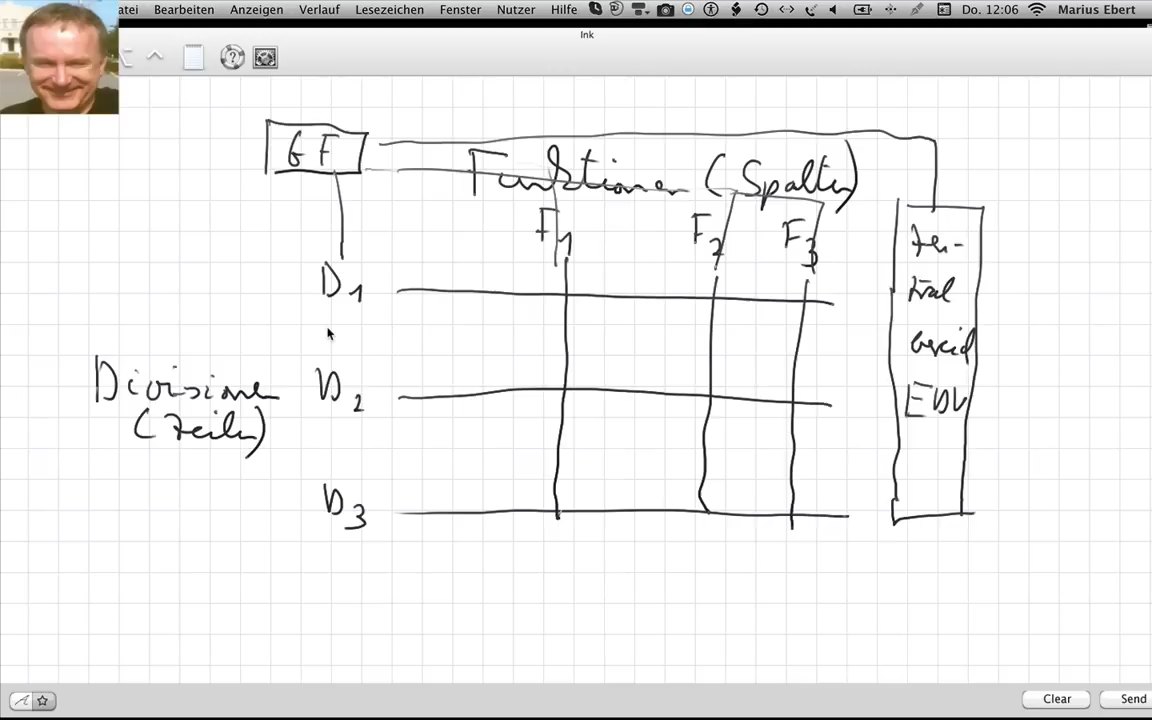 atei Bearbeiten Anzeigen Verlauf Lesezeichen Fenster Nutzer Hilfe Do. 12:06 Marius Ebert
Ink
GF
Funktionen (Spalten)
F1 F2 F3
Zen-
tral
bereich
EDV
D1
Divisionen
(Zeilen)
D2
D3
Clear Send